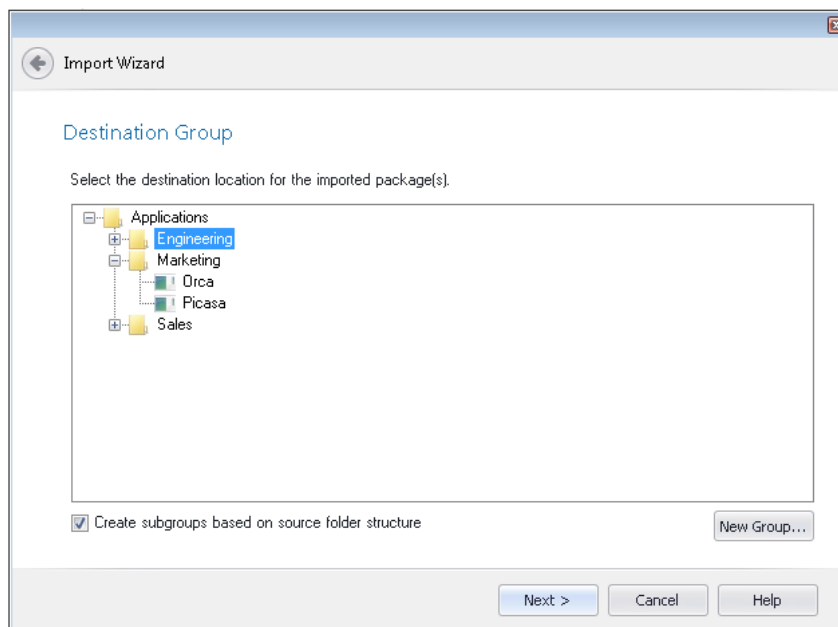 Import Wizard
Destination Group
Select the destination location for the imported package(s).
Applications
Engineering
Marketing
Orca
Picasa
Sales
Create subgroups based on source folder structure
New Group...
Next >
Cancel
Help